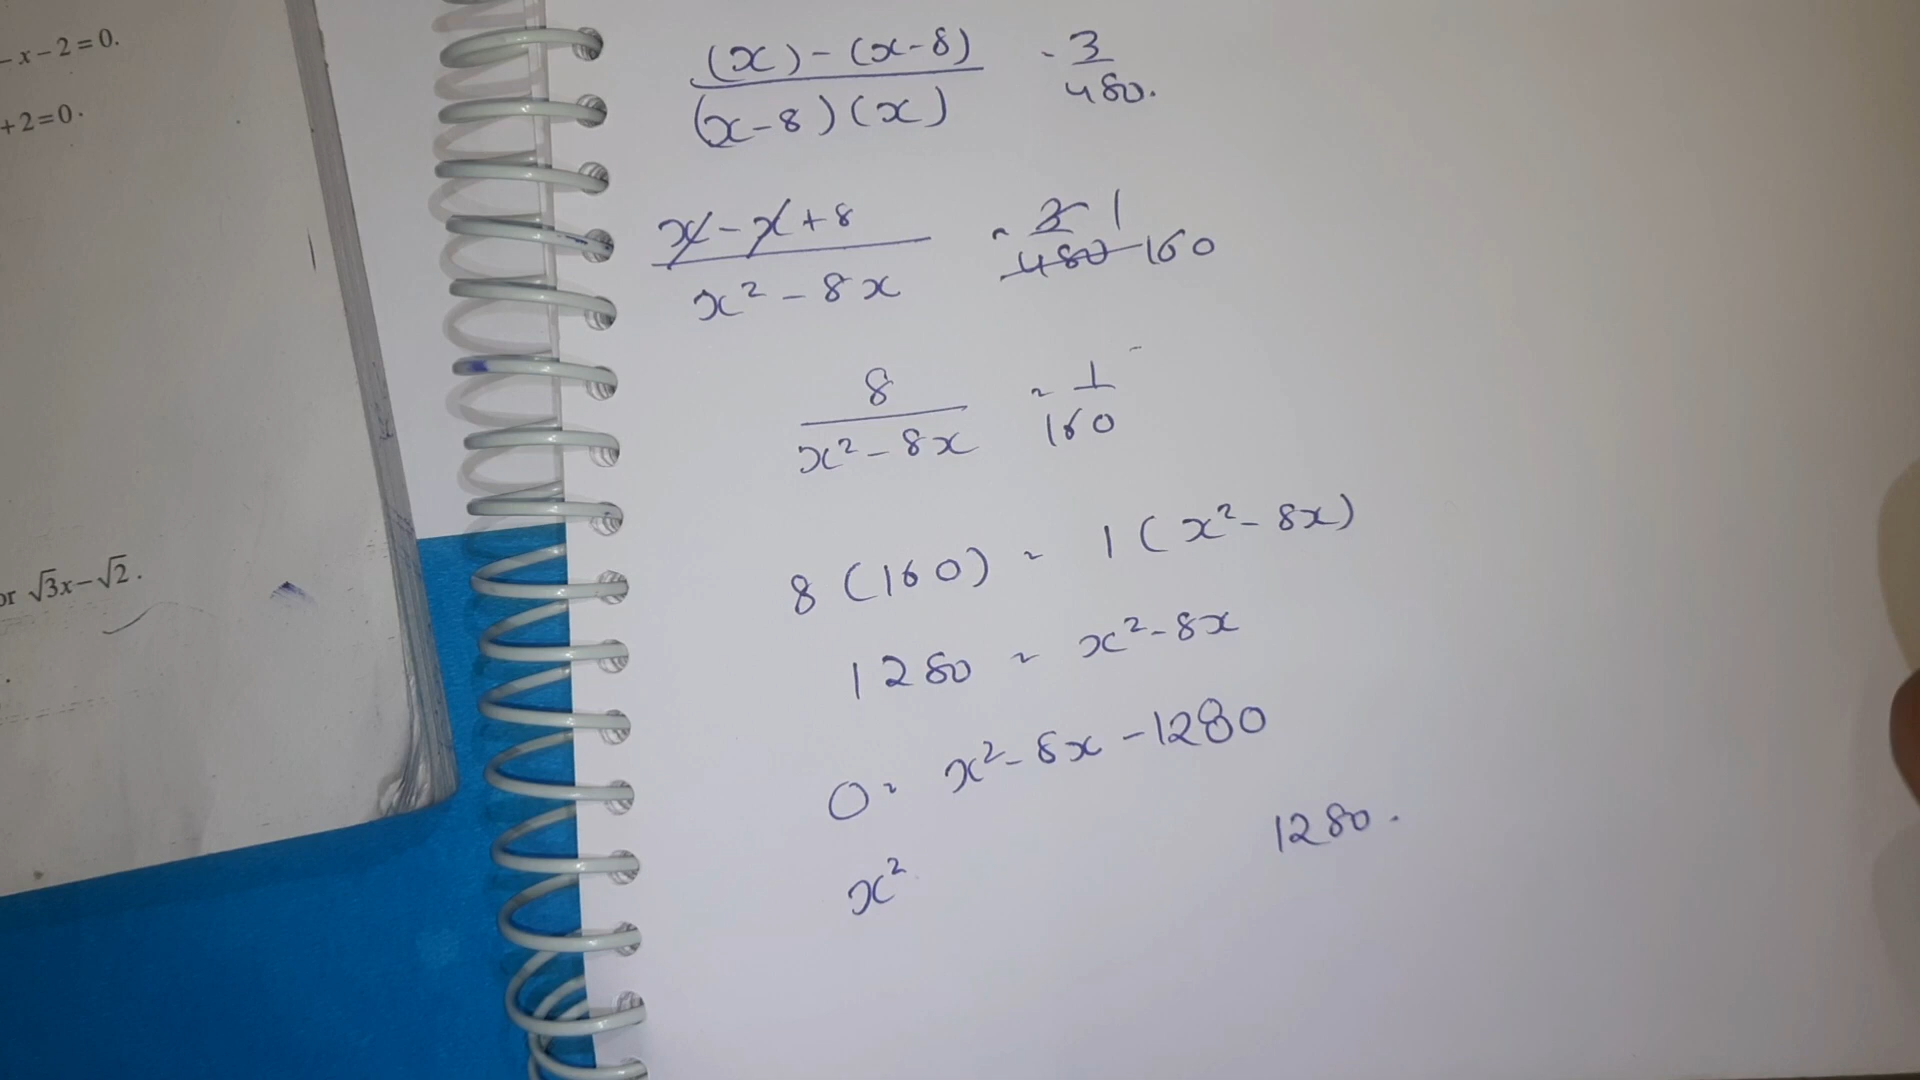 -x-2=0.
+2=0.
or √3x-√2.
(x)-(x-8)/(x-8)(x) = 3/480.
x-x+8/x²-8x = 3 1/480 160
8/x²-8x = 1/160
8(160) = 1(x²-8x)
1280 = x²-8x
0 = x²-8x-1280
1280.
x²